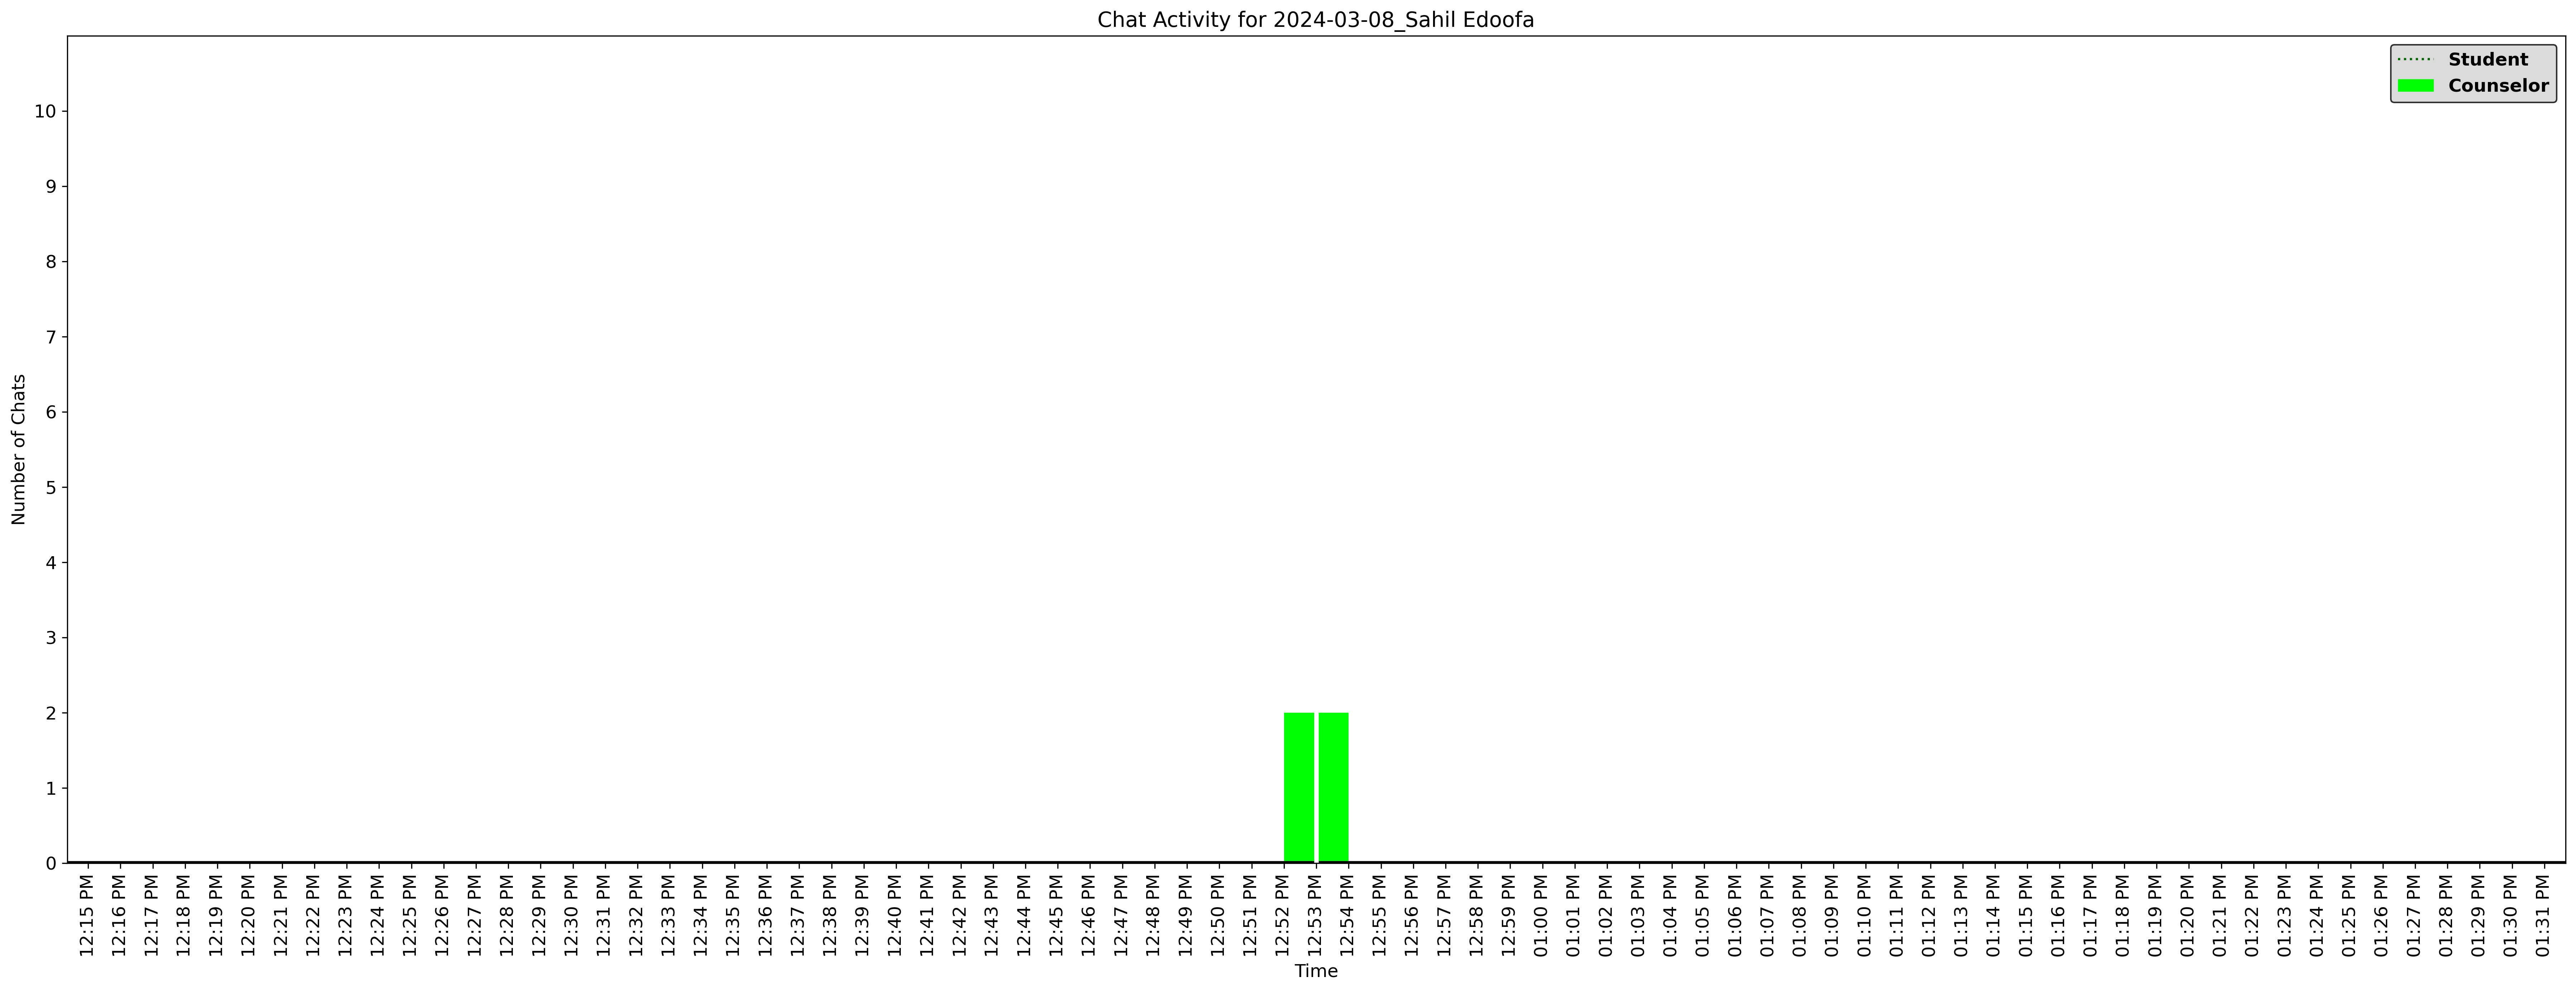 Chat Activity for 2024-03-08_Sahil Edoofa
Student
Counselor
Number of Chats
10
9
8
7
6
5
4
3
2
1
0
12:15 PM
12:16 PM
12:17 PM
12:18 PM
12:19 PM
12:20 PM
12:21 PM
12:22 PM
12:23 PM
12:24 PM
12:25 PM
12:26 PM
12:27 PM
12:28 PM
12:29 PM
12:30 PM
12:31 PM
12:32 PM
12:33 PM
12:34 PM
12:35 PM
12:36 PM
12:37 PM
12:38 PM
12:39 PM
12:40 PM
12:41 PM
12:42 PM
12:43 PM
12:44 PM
12:45 PM
12:46 PM
12:47 PM
12:48 PM
12:49 PM
12:50 PM
12:51 PM
12:52 PM
12:53 PM
12:54 PM
12:55 PM
12:56 PM
12:57 PM
12:58 PM
12:59 PM
01:00 PM
01:01 PM
01:02 PM
01:03 PM
01:04 PM
01:05 PM
01:06 PM
01:07 PM
01:08 PM
01:09 PM
01:10 PM
01:11 PM
01:12 PM
01:13 PM
01:14 PM
01:15 PM
01:16 PM
01:17 PM
01:18 PM
01:19 PM
01:20 PM
01:21 PM
01:22 PM
01:23 PM
01:24 PM
01:25 PM
01:26 PM
01:27 PM
01:28 PM
01:29 PM
01:30 PM
01:31 PM
Time